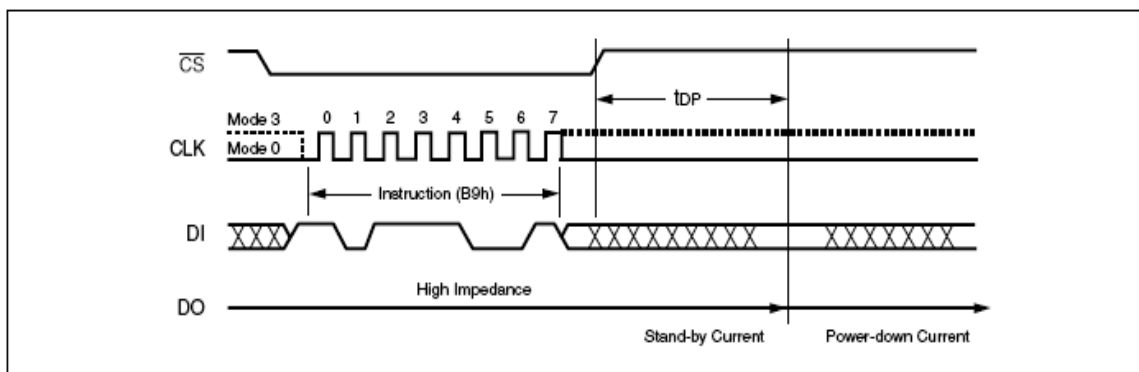 CS
tDP
Mode 3
0 1 2 3 4 5 6 7
CLK
Mode 0
Instruction (B9h)
DI
High Impedance
DO
Stand-by Current
Power-down Current